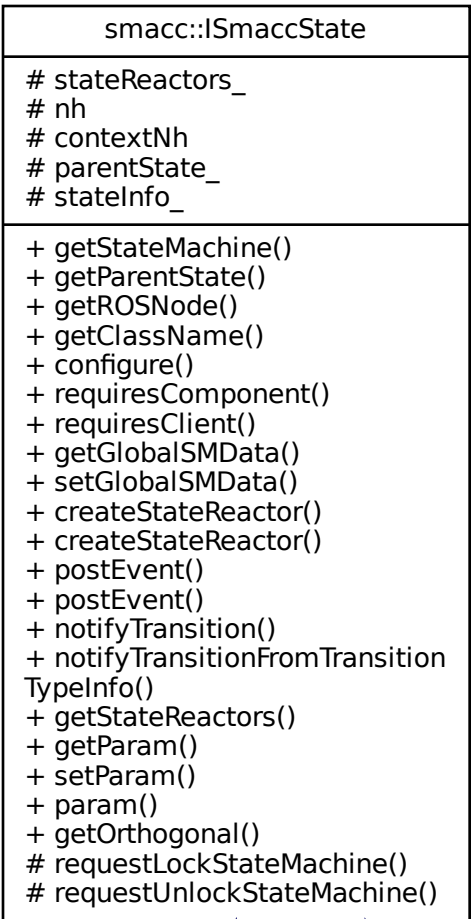 smacc::ISmaccState
# stateReactors_
# nh
# contextNh
# parentState_
# stateInfo_
+ getStateMachine()
+ getParentState()
+ getROSNode()
+ getClassName()
+ configure()
+ requiresComponent()
+ requiresClient()
+ getGlobalSMData()
+ setGlobalSMData()
+ createStateReactor()
+ createStateReactor()
+ postEvent()
+ postEvent()
+ notifyTransition()
+ notifyTransitionFromTransition
TypeInfo()
+ getStateReactors()
+ getParam()
+ setParam()
+ param()
+ getOrthogonal()
# requestLockStateMachine()
# requestUnlockStateMachine()